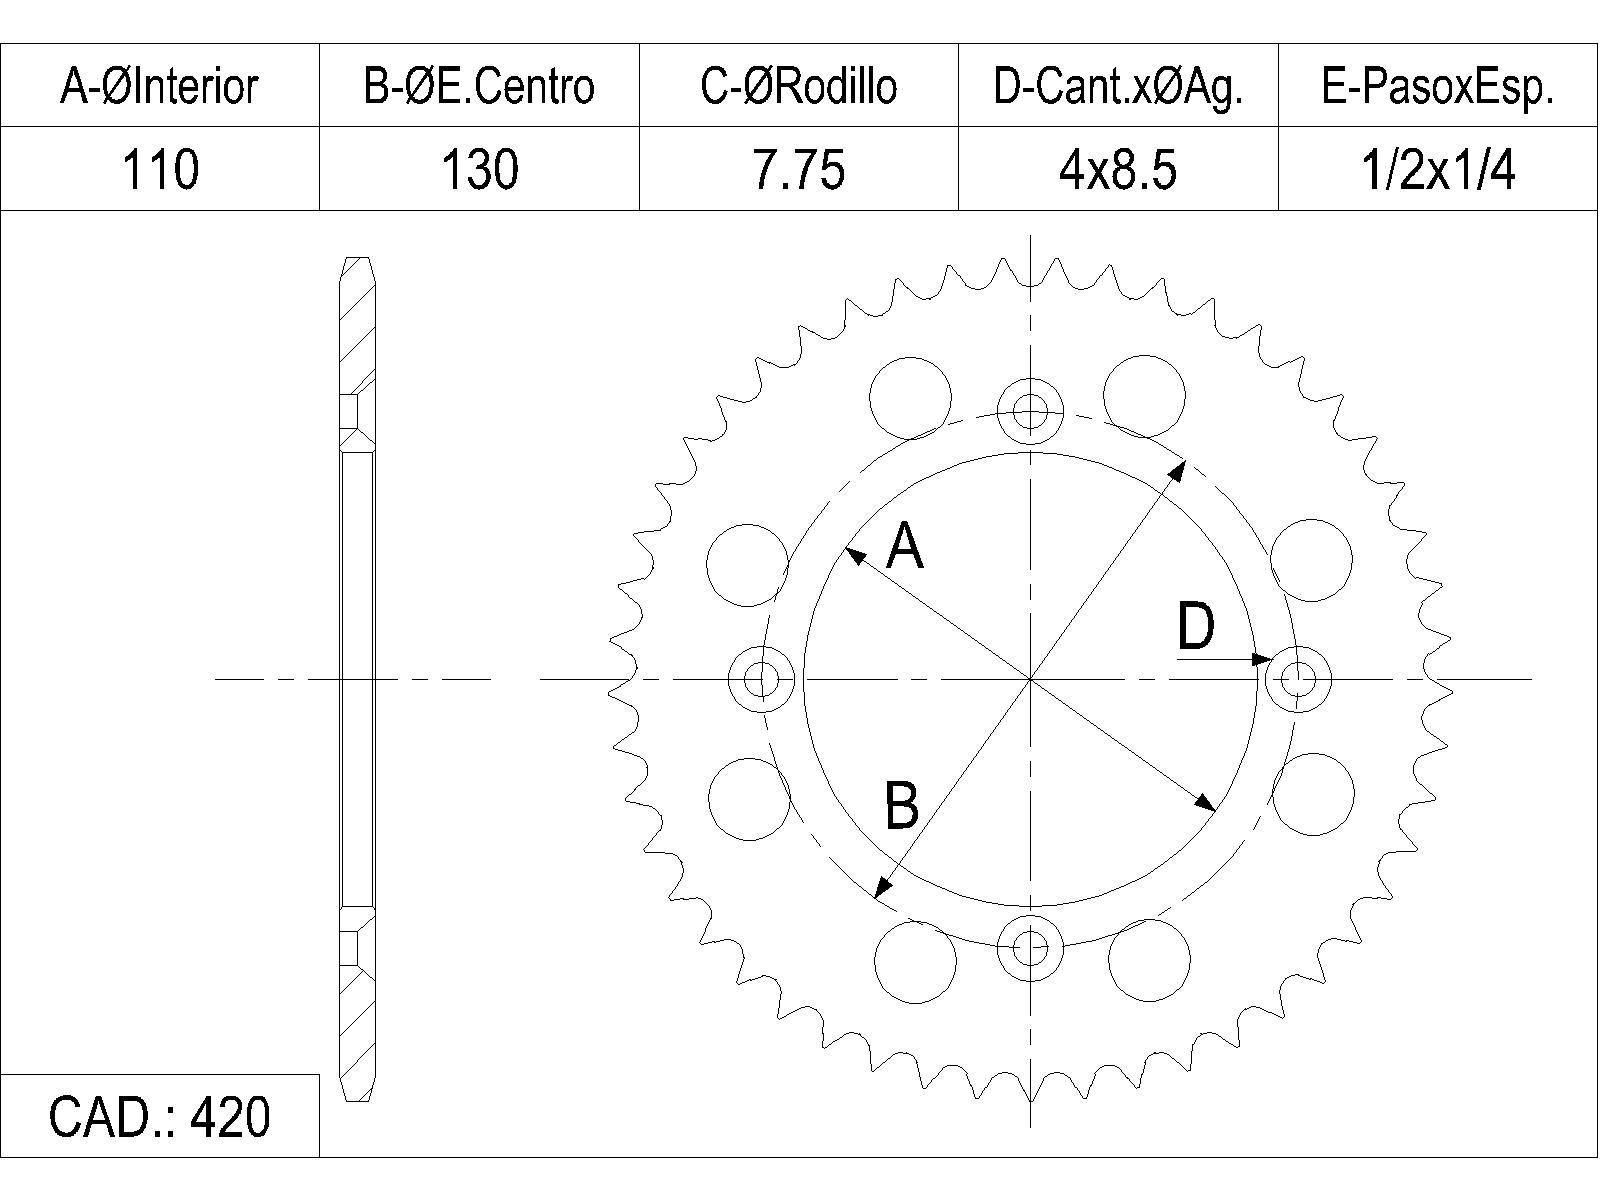 A-ØInterior B-ØE.Centro C-ØRodillo D-Cant.xØAg. E-PasoxEsp.
110 130 7.75 4x8.5 1/2x1/4
A
D
B
CAD.: 420